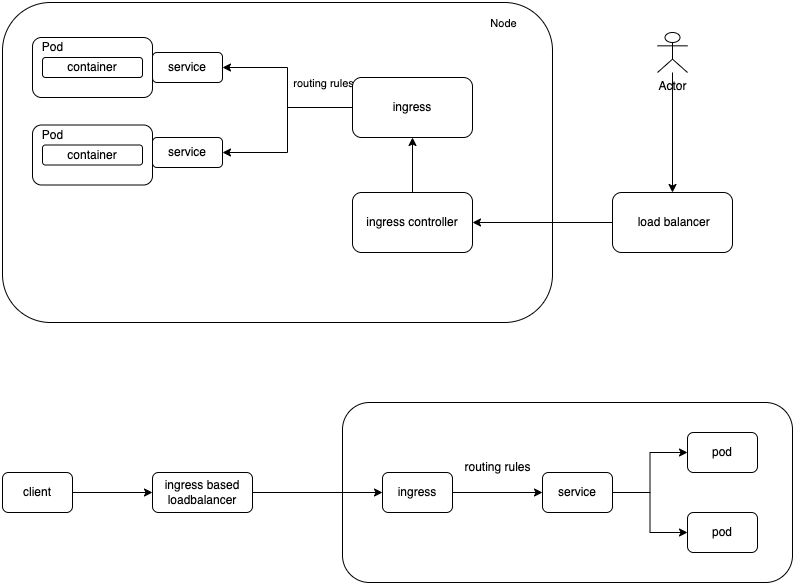 Node
Pod
container
service
routing rules
ingress
Actor
Pod
container
service
ingress controller
load balancer
client
ingress based
loadbalancer
ingress
routing rules
service
pod
pod